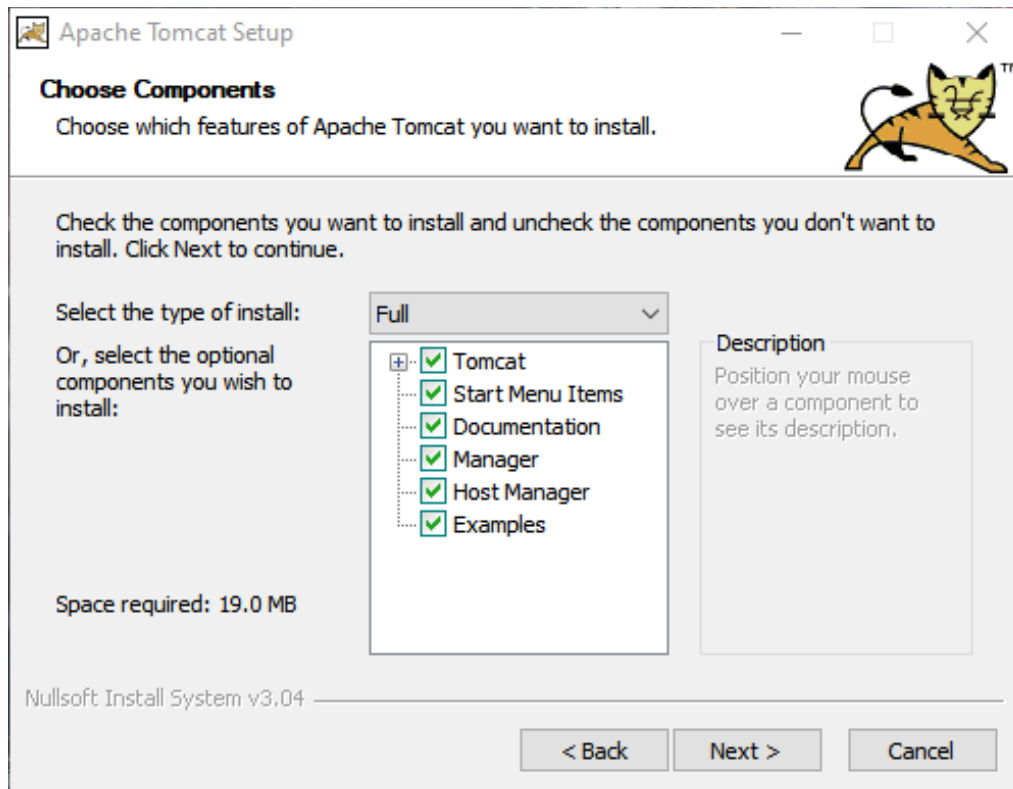 Apache Tomcat Setup
TM
Choose Components
Choose which features of Apache Tomcat you want to install.
Check the components you want to install and uncheck the components you don't want to
install. Click Next to continue.
Select the type of install:
Full
Or, select the optional
components you wish to
install:
Tomcat
Start Menu Items
Documentation
Manager
Host Manager
Examples
Description
Position your mouse
over a component to
see its description.
Space required: 19.0 MB
Nullsoft Install System v3.04
< Back
Next >
Cancel